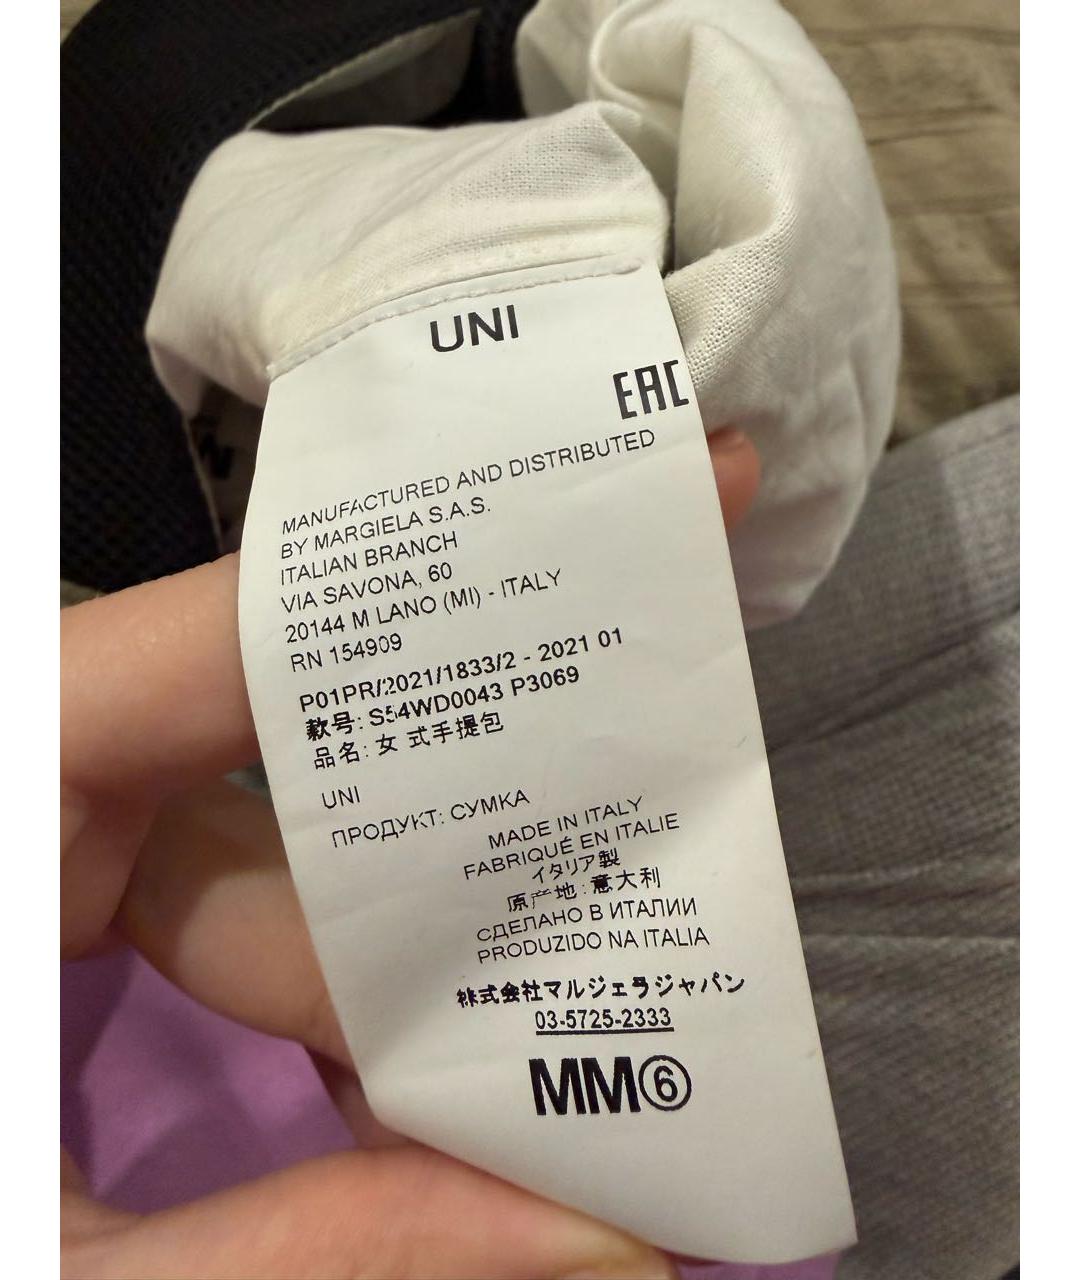 UNI
EAC
MANUFACTURED AND DISTRIBUTED
BY MARGIELA S.A.S.
ITALIAN BRANCH
VIA SAVONA, 60
20144 M LANO (MI) - ITALY
RN 154909
P01PR/2021/1833/2 - 2021 01
款号: S54WD0043 P3069
品名: 女 式手提包
UNI
ПРОДУКТ: СУМКА
MADE IN ITALY
FABRIQUÉ EN ITALIE
イタリア製
原产地: 意大利
СДЕЛАНО В ИТАЛИИ
PRODUZIDO NA ITALIA
株式会社マルジェラジャパン
03-5725-2333
MM⑥